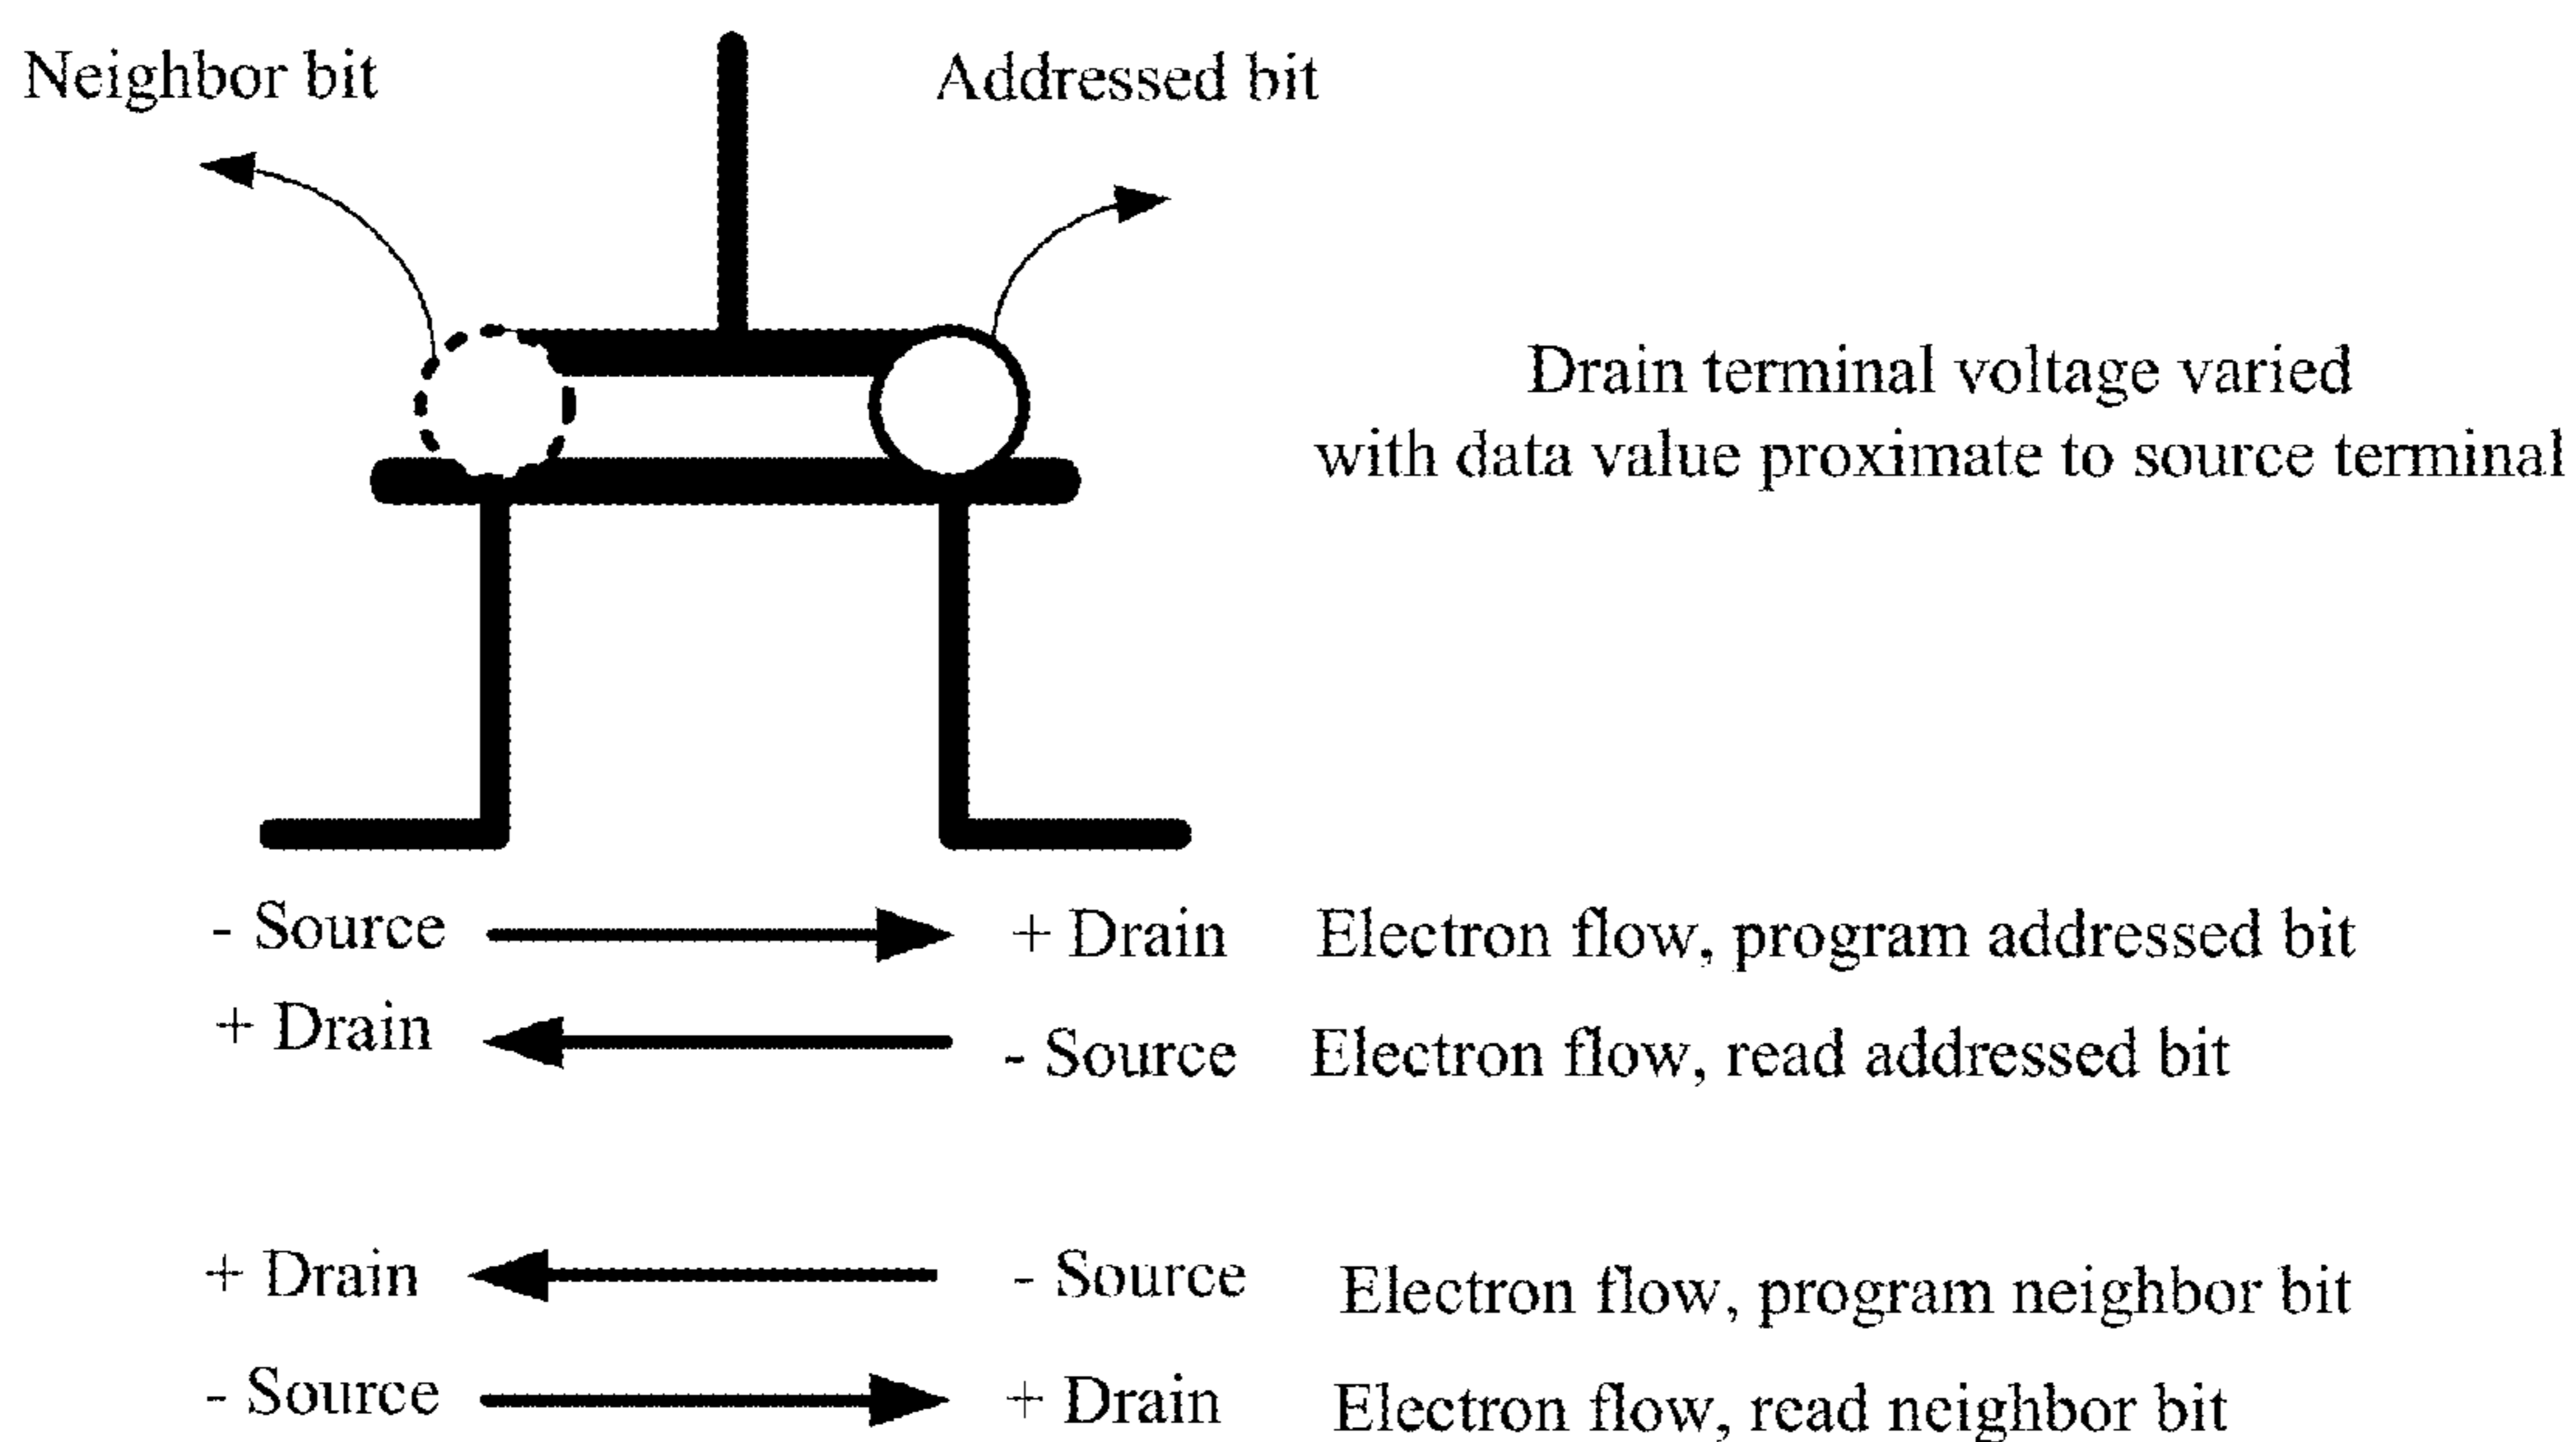 Neighbor bit
Addressed bit
Drain terminal voltage varied
with data value proximate to source terminal
- Source + Drain Electron flow, program addressed bit
+ Drain - Source Electron flow, read addressed bit
+ Drain - Source Electron flow, program neighbor bit
- Source + Drain Electron flow, read neighbor bit